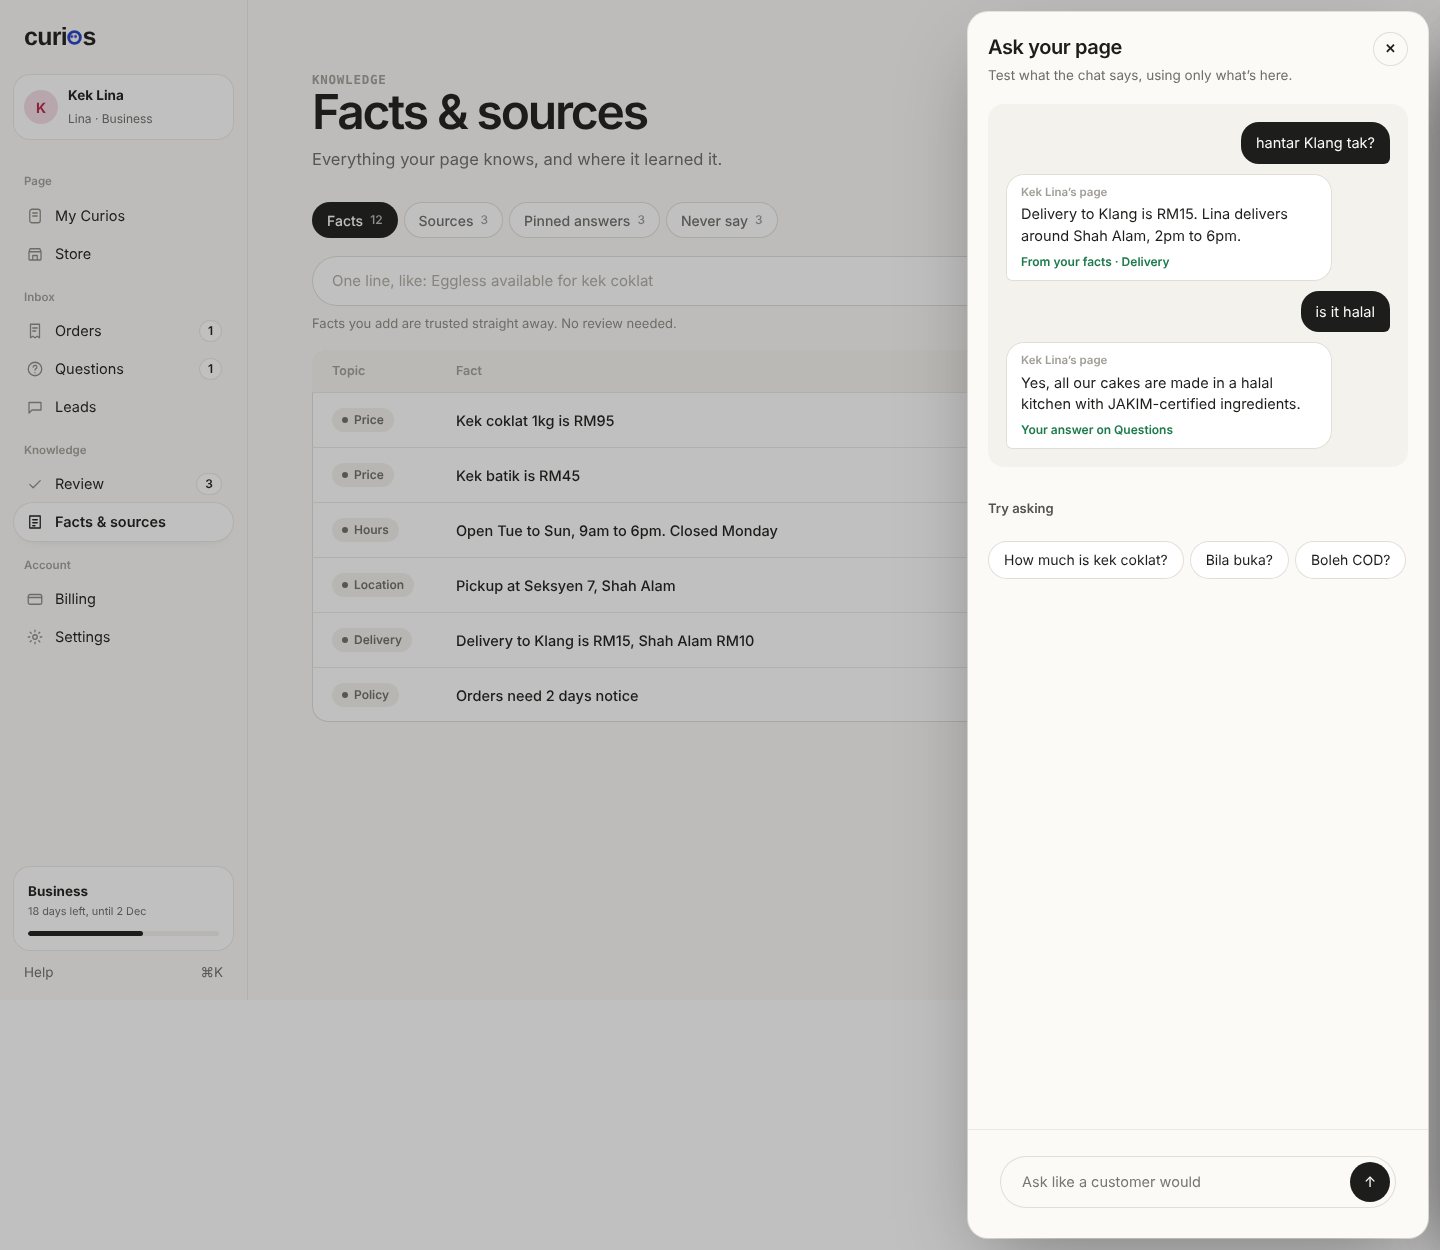 curios
K
Kek Lina
Lina · Business
Page
My Curios
Store
Inbox
Orders 1
Questions 1
Leads
Knowledge
Review 3
Facts & sources
Account
Billing
Settings
Business
18 days left, until 2 Dec
Help ⌘K
KNOWLEDGE
Facts & sources
Everything your page knows, and where it learned it.
Facts 12 Sources 3 Pinned answers 3 Never say 3
One line, like: Eggless available for kek coklat
Facts you add are trusted straight away. No review needed.
Topic Fact
Price Kek coklat 1kg is RM95
Price Kek batik is RM45
Hours Open Tue to Sun, 9am to 6pm. Closed Monday
Location Pickup at Seksyen 7, Shah Alam
Delivery Delivery to Klang is RM15, Shah Alam RM10
Policy Orders need 2 days notice
Ask your page
Test what the chat says, using only what’s here.
hantar Klang tak?
Kek Lina’s page
Delivery to Klang is RM15. Lina delivers
around Shah Alam, 2pm to 6pm.
From your facts · Delivery
is it halal
Kek Lina’s page
Yes, all our cakes are made in a halal
kitchen with JAKIM-certified ingredients.
Your answer on Questions
Try asking
How much is kek coklat? Bila buka? Boleh COD?
Ask like a customer would